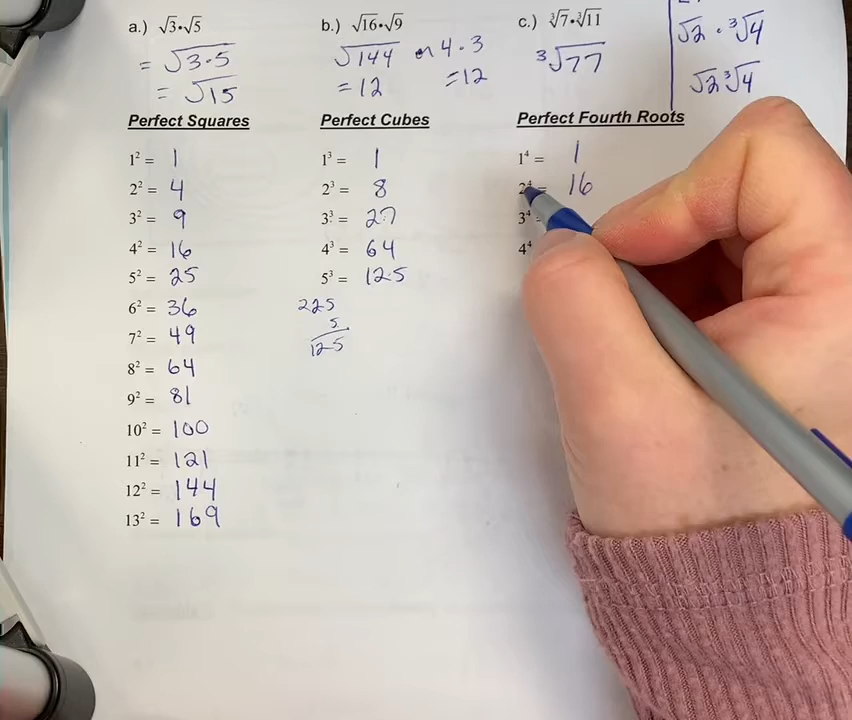 a.) √3•√5
= √3·5
= √15
b.) √16•√9
√144 or 4·3
= 12 =12
c.) ∛7•∛11
∛77
√2 · ∛4
√2∛4
Perfect Squares
1² = 1
2² = 4
3² = 9
4² = 16
5² = 25
6² = 36
7² = 49
8² = 64
9² = 81
10² = 100
11² = 121
12² = 144
13² = 169
Perfect Cubes
1³ = 1
2³ = 8
3³ = 27
4³ = 64
5³ = 125
225
5
125
Perfect Fourth Roots
1⁴ = 1
2⁴ = 16
3⁴ =
4⁴